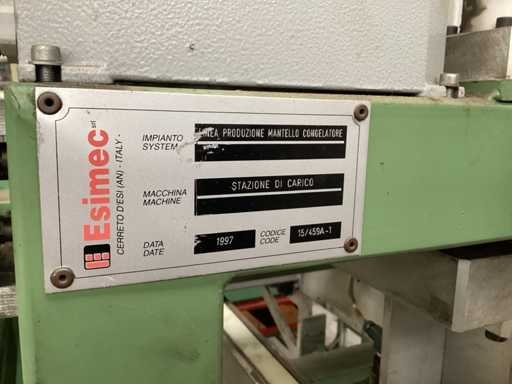 Esimec srl
CERRETO D'ESI (AN) - ITALY -
IMPIANTO
SYSTEM
LINEA PRODUZIONE MANTELLO CONGELATORE
MACCHINA
MACHINE
STAZIONE DI CARICO
DATA
DATE
1997
CODICE
CODE
15/459A-1